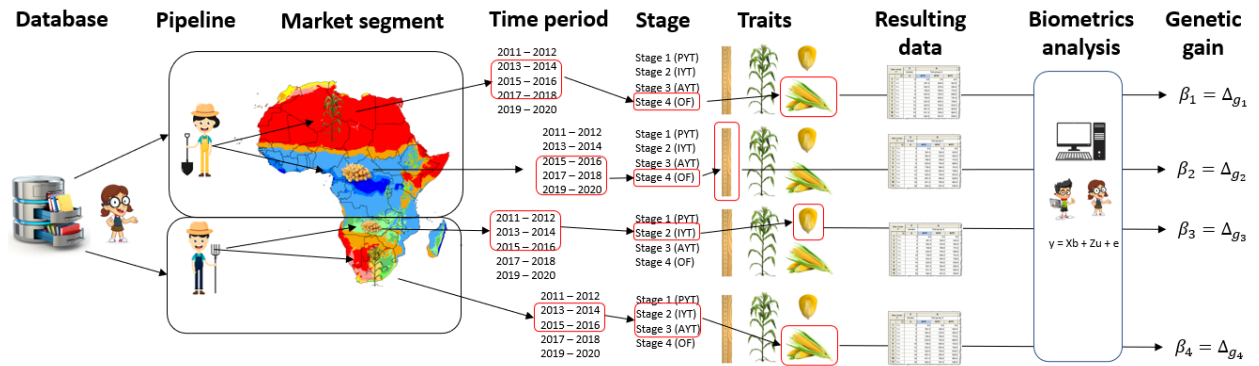 Database
Pipeline
Market segment
Time period
Stage
Traits
Resulting
data
Biometrics
analysis
Genetic
gain
2011 – 2012
2013 – 2014
2015 – 2016
2017 – 2018
2019 – 2020
Stage 1 (PYT)
Stage 2 (IYT)
Stage 3 (AYT)
Stage 4 (OF)
β1 = Δg1
2011 – 2012
2013 – 2014
2015 – 2016
2017 – 2018
2019 – 2020
Stage 1 (PYT)
Stage 2 (IYT)
Stage 3 (AYT)
Stage 4 (OF)
β2 = Δg2
2011 – 2012
2013 – 2014
2015 – 2016
2017 – 2018
2019 – 2020
Stage 1 (PYT)
Stage 2 (IYT)
Stage 3 (AYT)
Stage 4 (OF)
y = Xb + Zu + e
β3 = Δg3
2011 – 2012
2013 – 2014
2015 – 2016
2017 – 2018
2019 – 2020
Stage 1 (PYT)
Stage 2 (IYT)
Stage 3 (AYT)
Stage 4 (OF)
β4 = Δg4